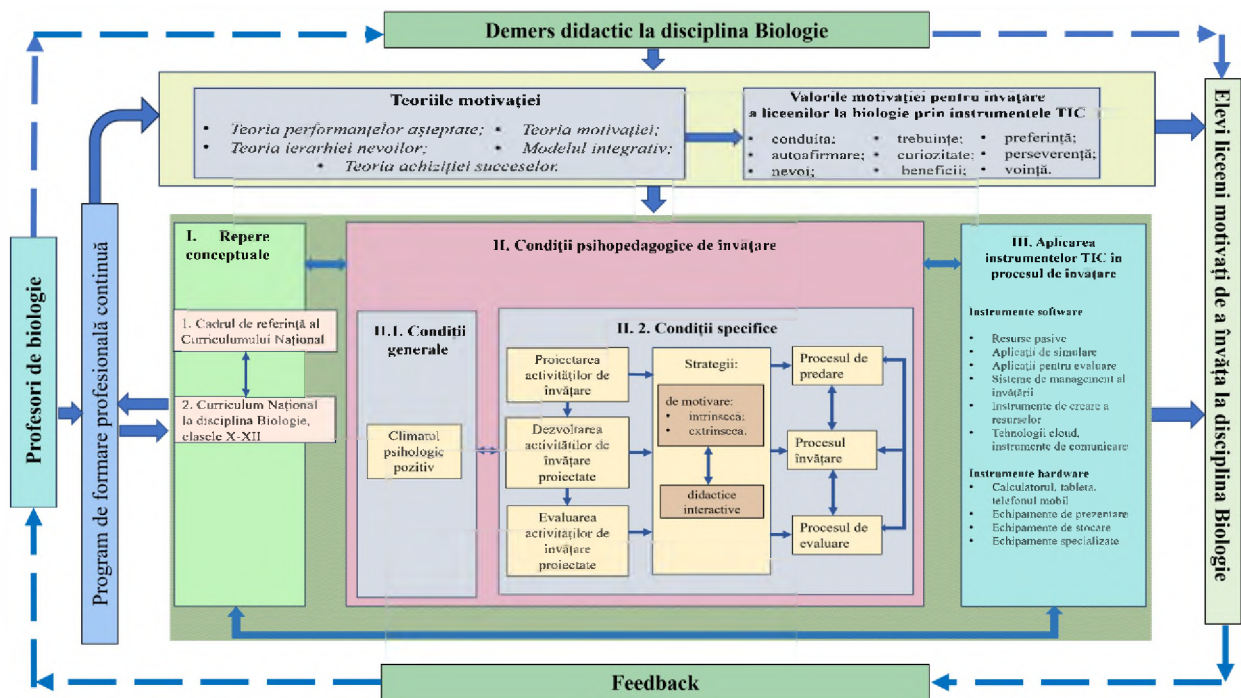 Demers didactic la disciplina Biologie
Teoriile motivației
• Teoria performanțelor așteptate;
• Teoria motivației;
• Teoria ierarhiei nevoilor;
• Modelul integrativ;
• Teoria achiziției succeselor.
Valorile motivației pentru învățare
a liceenilor la biologie prin instrumentele TIC
• conduita;
• trebuințe;
• preferință;
• autoafirmare;
• curiozitate;
• perseverență;
• nevoi;
• beneficii;
• voință.
Profesori de biologie
Program de formare profesională continuă
I. Repere
conceptuale
1. Cadrul de referință al
Curriculumului Național
2. Curriculum Național
la disciplina Biologie,
clasele X-XII
II. Condiții psihopedagogice de învățare
II.1. Condiții
generale
Climatul
psihologic
pozitiv
II. 2. Condiții specifice
Proiectarea
activităților de
învățare
Dezvoltarea
activităților de
învățare
proiectate
Evaluarea
activităților de
învățare
proiectate
Strategii:
de motivare:
• intrinsecă;
• extrinsecă.
didactice
interactive
Procesul de
predare
Procesul
învățare
Procesul de
evaluare
III. Aplicarea
instrumentelor TIC în
procesul de învățare
Instrumente software
• Resurse pasive
• Aplicații de simulare
• Aplicații pentru evaluare
• Sisteme de management al
învățării
• Instrumente de creare a
resurselor
• Tehnologii cloud,
instrumente de comunicare
Instrumente hardware
• Calculatorul, tableta,
telefonul mobil
• Echipamente de prezentare
• Echipamente de stocare
• Echipamente specializate
Elevi liceeni motivați de a învăța la disciplina Biologie
Feedback